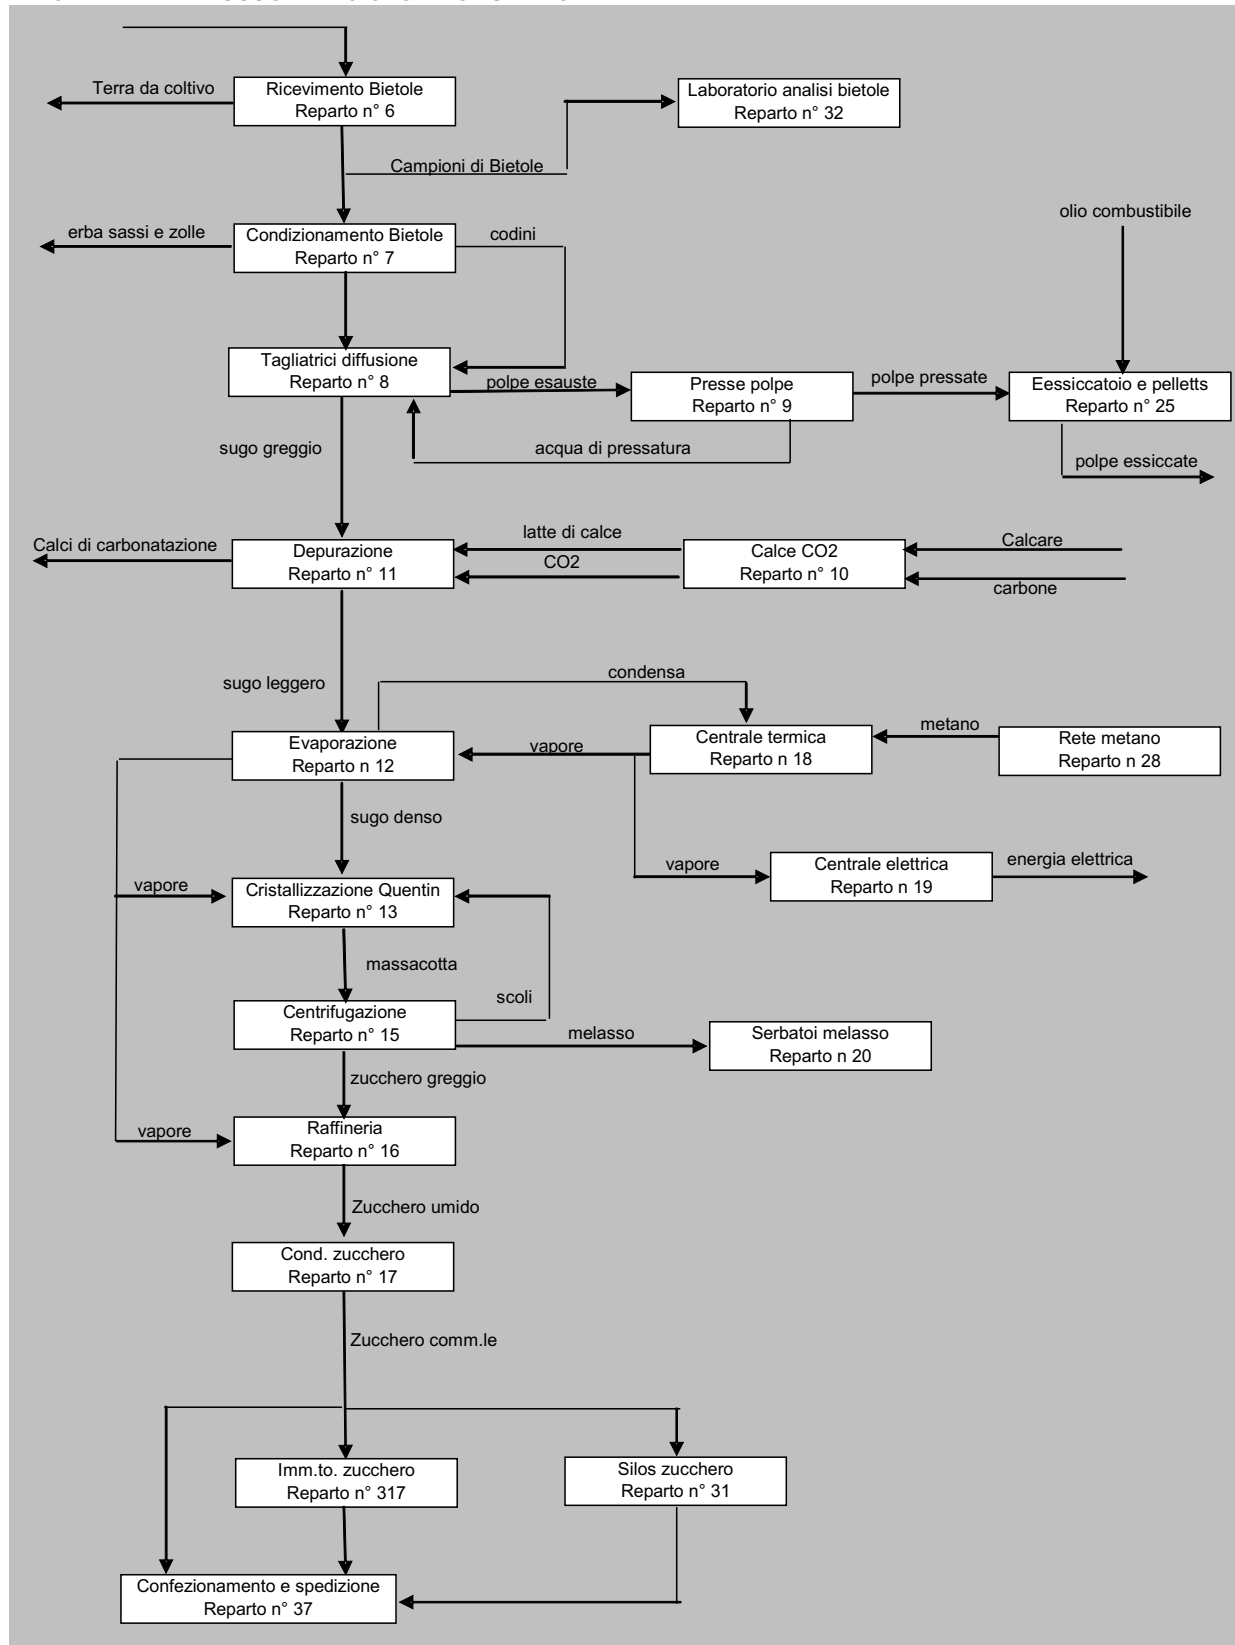 Terra da coltivo
Ricevimento Bietole
Reparto n° 6
Laboratorio analisi bietole
Reparto n° 32
Campioni di Bietole
olio combustibile
erba sassi e zolle
Condizionamento Bietole
Reparto n° 7
codini
Tagliatrici diffusione
Reparto n° 8
polpe esauste
Presse polpe
Reparto n° 9
polpe pressate
Eessiccatoio e pelletts
Reparto n° 25
sugo greggio
acqua di pressatura
polpe essiccate
Calci di carbonatazione
Depurazione
Reparto n° 11
latte di calce
CO2
Calce CO2
Reparto n° 10
Calcare
carbone
sugo leggero
condensa
Evaporazione
Reparto n 12
vapore
Centrale termica
Reparto n 18
metano
Rete metano
Reparto n 28
sugo denso
vapore
Centrale elettrica
Reparto n 19
energia elettrica
vapore
Cristallizzazione Quentin
Reparto n° 13
massacotta
scoli
Centrifugazione
Reparto n° 15
melasso
Serbatoi melasso
Reparto n 20
zucchero greggio
vapore
Raffineria
Reparto n° 16
Zucchero umido
Cond. zucchero
Reparto n° 17
Zucchero comm.le
Imm.to. zucchero
Reparto n° 317
Silos zucchero
Reparto n° 31
Confezionamento e spedizione
Reparto n° 37